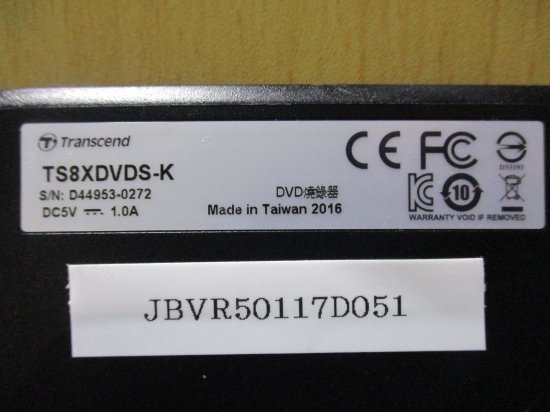 Transcend
TS8XDVDS-K
S/N: D44953-0272
DC5V ⎓ 1.0A
DVD燒錄器
Made in Taiwan 2016
CE FC
D33193
10
WARRANTY VOID IF REMOVED
JBVR50117D051